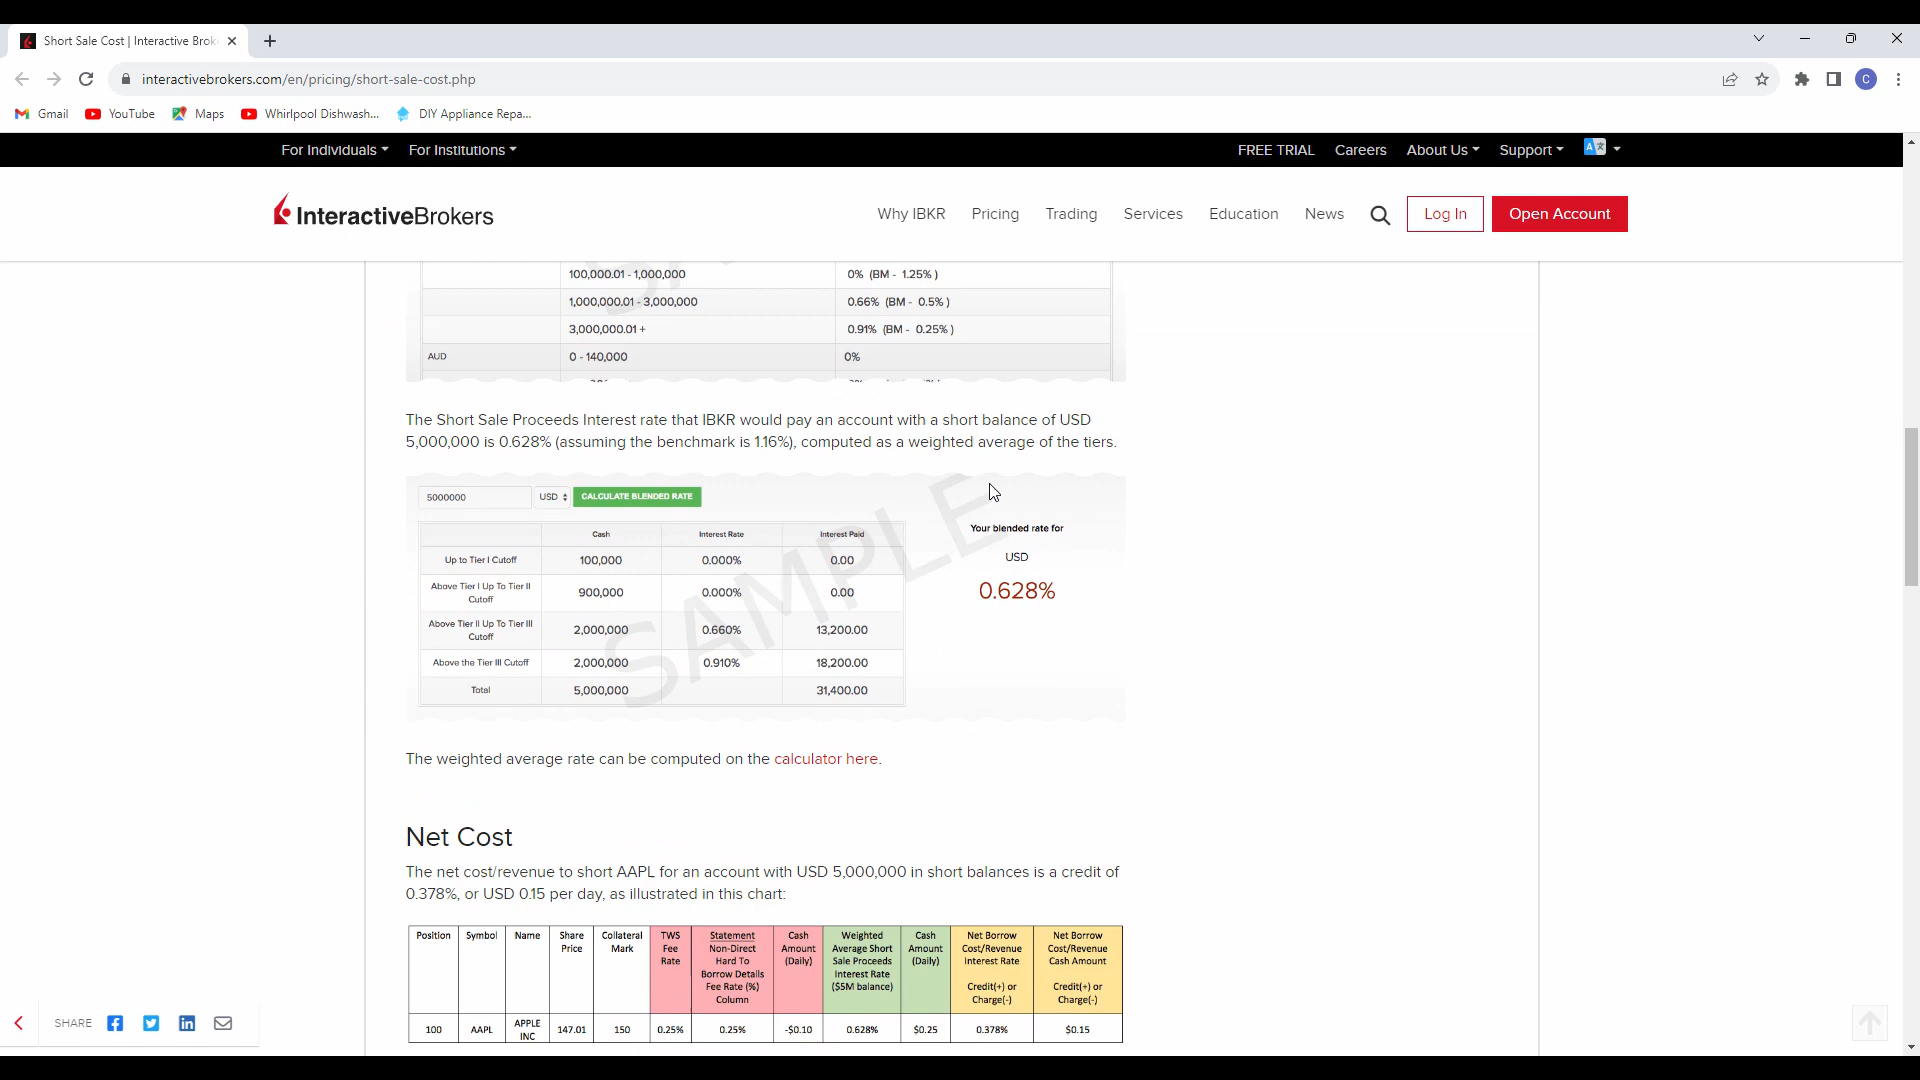 Short Sale Cost | Interactive Brok
interactivebrokers.com/en/pricing/short-sale-cost.php
C
Gmail YouTube Maps Whirlpool Dishwash... DIY Appliance Repa...
For Individuals For Institutions FREE TRIAL Careers About Us Support
InteractiveBrokers Why IBKR Pricing Trading Services Education News Log In Open Account
100,000.01 - 1,000,000 0% (BM - 1.25% )
1,000,000.01 - 3,000,000 0.66% (BM - 0.5% )
3,000,000.01 + 0.91% (BM - 0.25% )
AUD 0 - 140,000 0%
The Short Sale Proceeds Interest rate that IBKR would pay an account with a short balance of USD
5,000,000 is 0.628% (assuming the benchmark is 1.16%), computed as a weighted average of the tiers.
5000000 USD CALCULATE BLENDED RATE
SAMPLE
Cash Interest Rate Interest Paid
Up to Tier I Cutoff 100,000 0.000% 0.00
Above Tier I Up To Tier II
Cutoff 900,000 0.000% 0.00
Above Tier II Up To Tier III
Cutoff 2,000,000 0.660% 13,200.00
Above the Tier III Cutoff 2,000,000 0.910% 18,200.00
Total 5,000,000 31,400.00
Your blended rate for
USD
0.628%
The weighted average rate can be computed on the calculator here.
Net Cost
The net cost/revenue to short AAPL for an account with USD 5,000,000 in short balances is a credit of
0.378%, or USD 0.15 per day, as illustrated in this chart:
Position Symbol Name Share Price Collateral Mark TWS Fee Rate Statement Non-Direct Hard To Borrow Details Fee Rate (%) Column Cash Amount (Daily) Weighted Average Short Sale Proceeds Interest Rate ($5M balance) Cash Amount (Daily) Net Borrow Cost/Revenue Interest Rate Credit(+) or Charge(-) Net Borrow Cost/Revenue Cash Amount Credit(+) or Charge(-)
100 AAPL APPLE INC 147.01 150 0.25% 0.25% -$0.10 0.628% $0.25 0.378% $0.15
SHARE